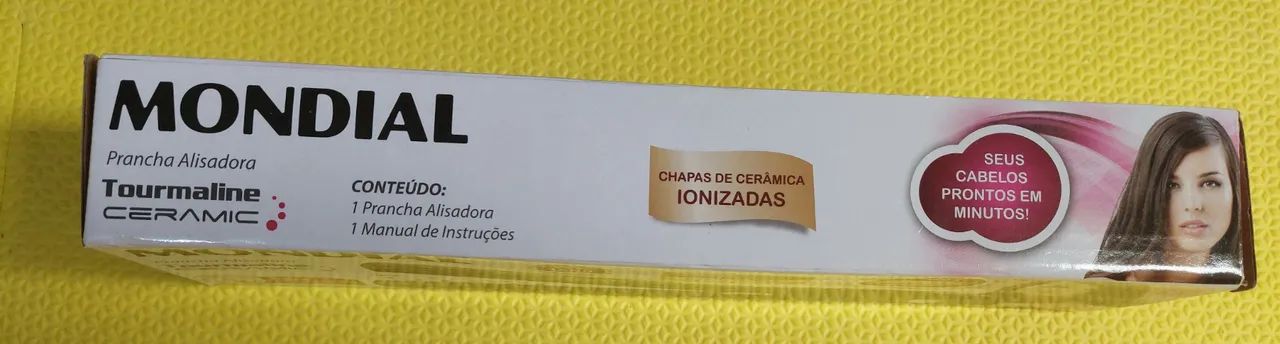 MONDIAL
Prancha Alisadora
Tourmaline
CERAMIC
CONTEÚDO:
1 Prancha Alisadora
1 Manual de Instruções
CHAPAS DE CERÂMICA
IONIZADAS
SEUS
CABELOS
PRONTOS EM
MINUTOS!